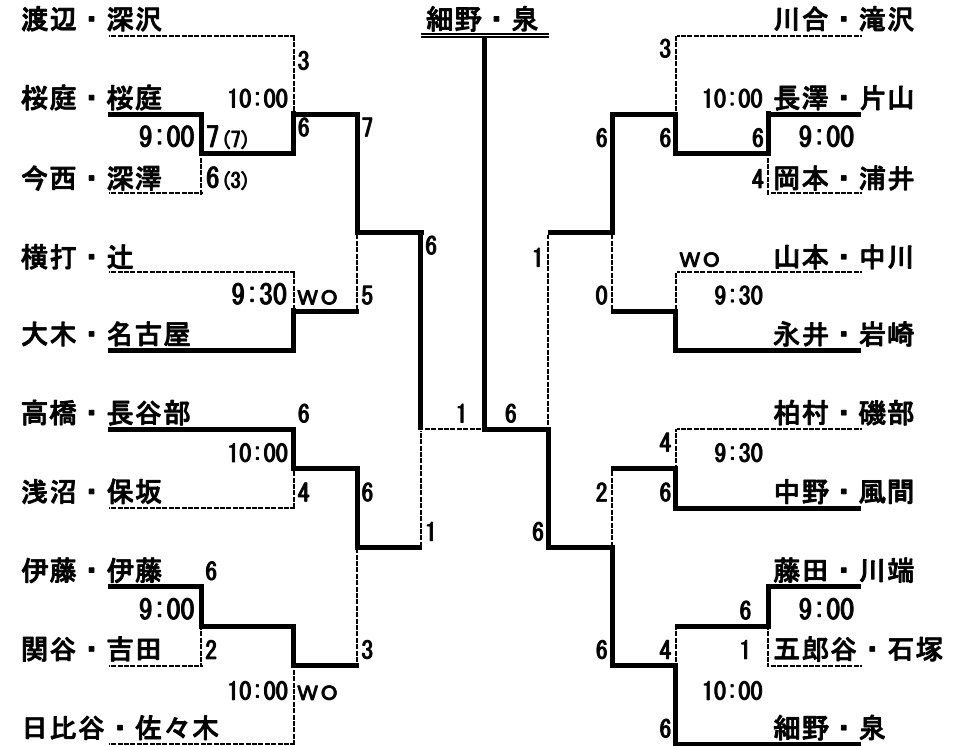 細野・泉
渡辺・深沢
3
桜庭・桜庭
10:00
9:00
7(7)
6
7
今西・深澤
6(3)
6
横打・辻
9:30
wo
5
大木・名古屋
高橋・長谷部
6
10:00
浅沼・保坂
4
6
1
伊藤・伊藤
6
9:00
関谷・吉田
2
3
10:00
wo
日比谷・佐々木
1
6
川合・滝沢
3
10:00
長澤・片山
6
6
6
9:00
4
岡本・浦井
1
wo
山本・中川
0
9:30
永井・岩崎
柏村・磯部
4
9:30
2
6
中野・風間
6
藤田・川端
6
9:00
6
4
1
五郎谷・石塚
10:00
6
細野・泉